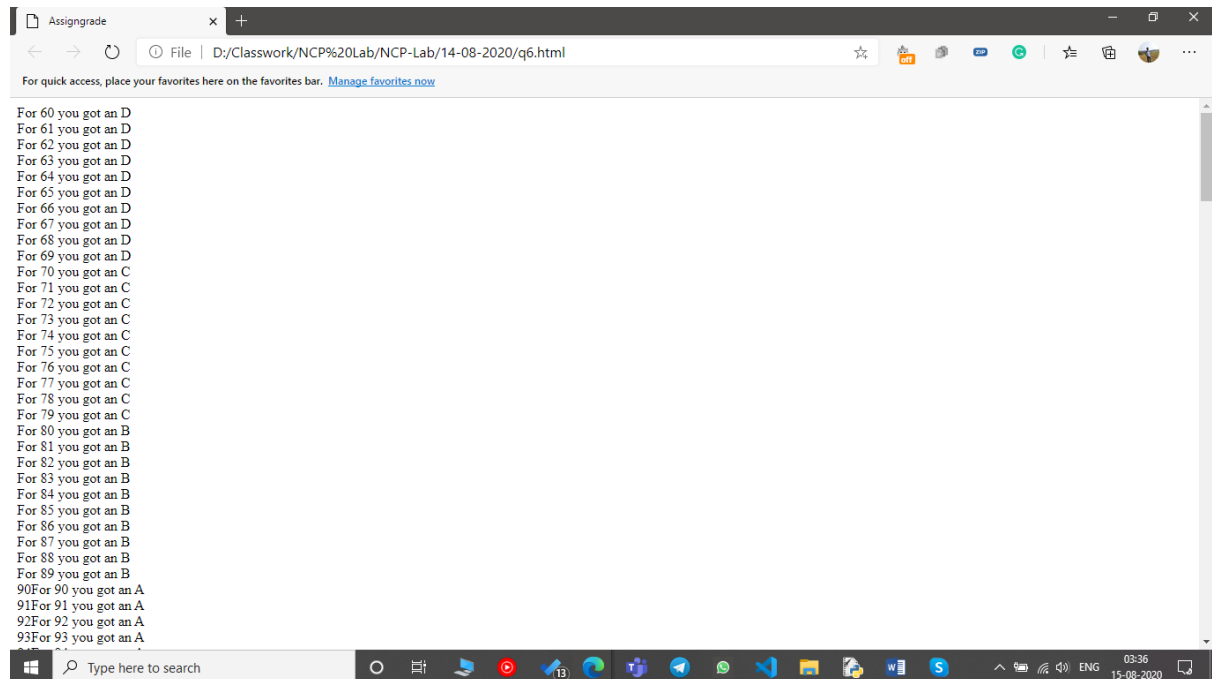 Assigngrade
File | D:/Classwork/NCP%20Lab/NCP-Lab/14-08-2020/q6.html
off
ZIP
G
For quick access, place your favorites here on the favorites bar. Manage favorites now
For 60 you got an D
For 61 you got an D
For 62 you got an D
For 63 you got an D
For 64 you got an D
For 65 you got an D
For 66 you got an D
For 67 you got an D
For 68 you got an D
For 69 you got an D
For 70 you got an C
For 71 you got an C
For 72 you got an C
For 73 you got an C
For 74 you got an C
For 75 you got an C
For 76 you got an C
For 77 you got an C
For 78 you got an C
For 79 you got an C
For 80 you got an B
For 81 you got an B
For 82 you got an B
For 83 you got an B
For 84 you got an B
For 85 you got an B
For 86 you got an B
For 87 you got an B
For 88 you got an B
For 89 you got an B
90For 90 you got an A
91For 91 you got an A
92For 92 you got an A
93For 93 you got an A
Type here to search
13
W
S
ENG
03:36
15-08-2020